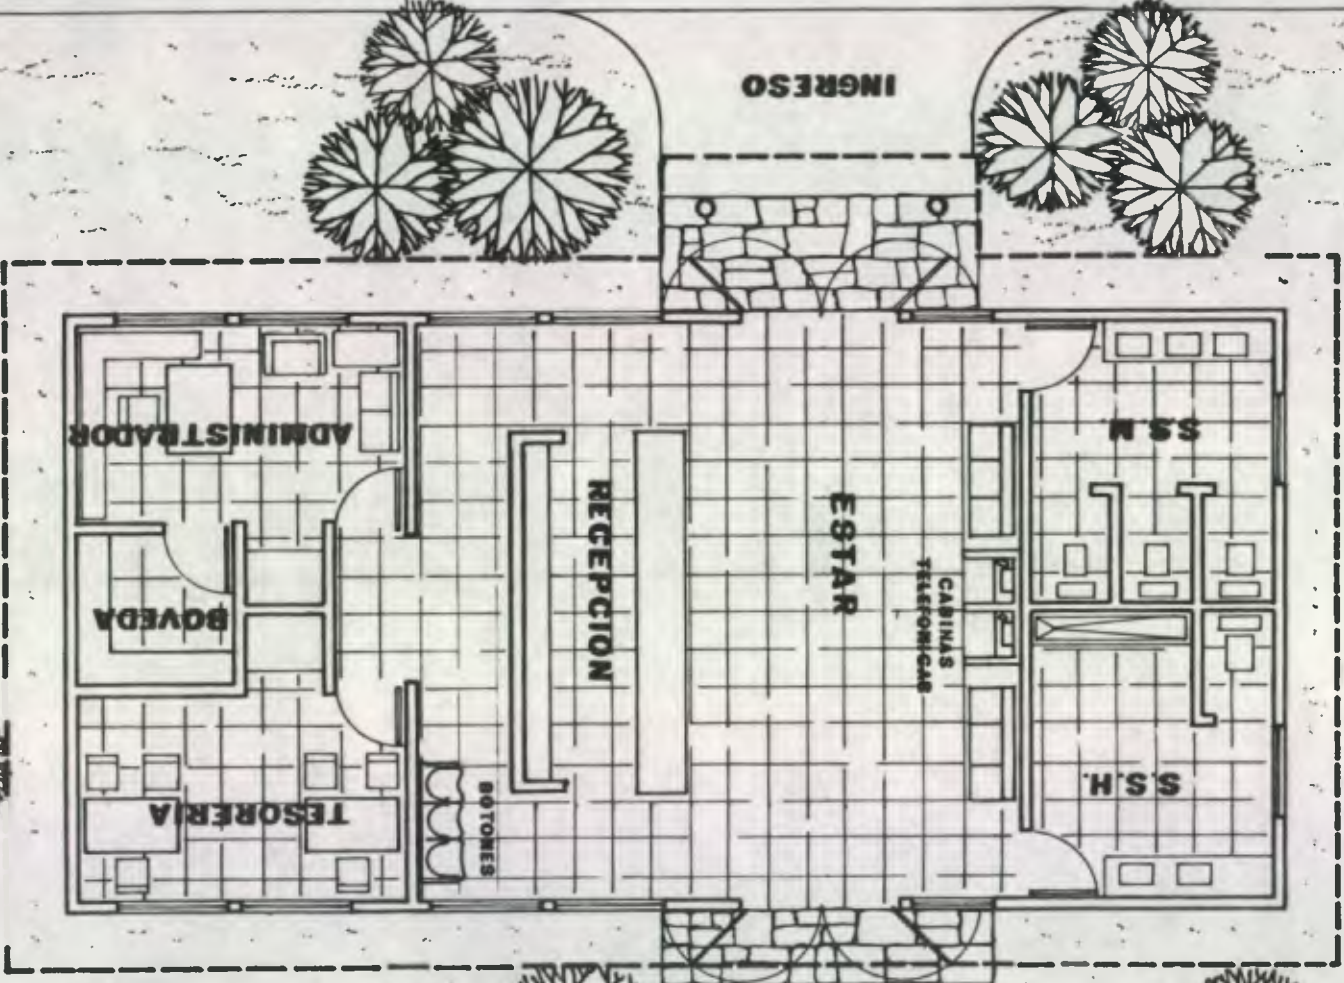 INGRESO
ADMINISTRADOR
S.S.M.
RECEPCION
ESTAR
CABINAS
TELEFONICAS
BOVEDA
TESORERIA
BOTONES
S.S.H.